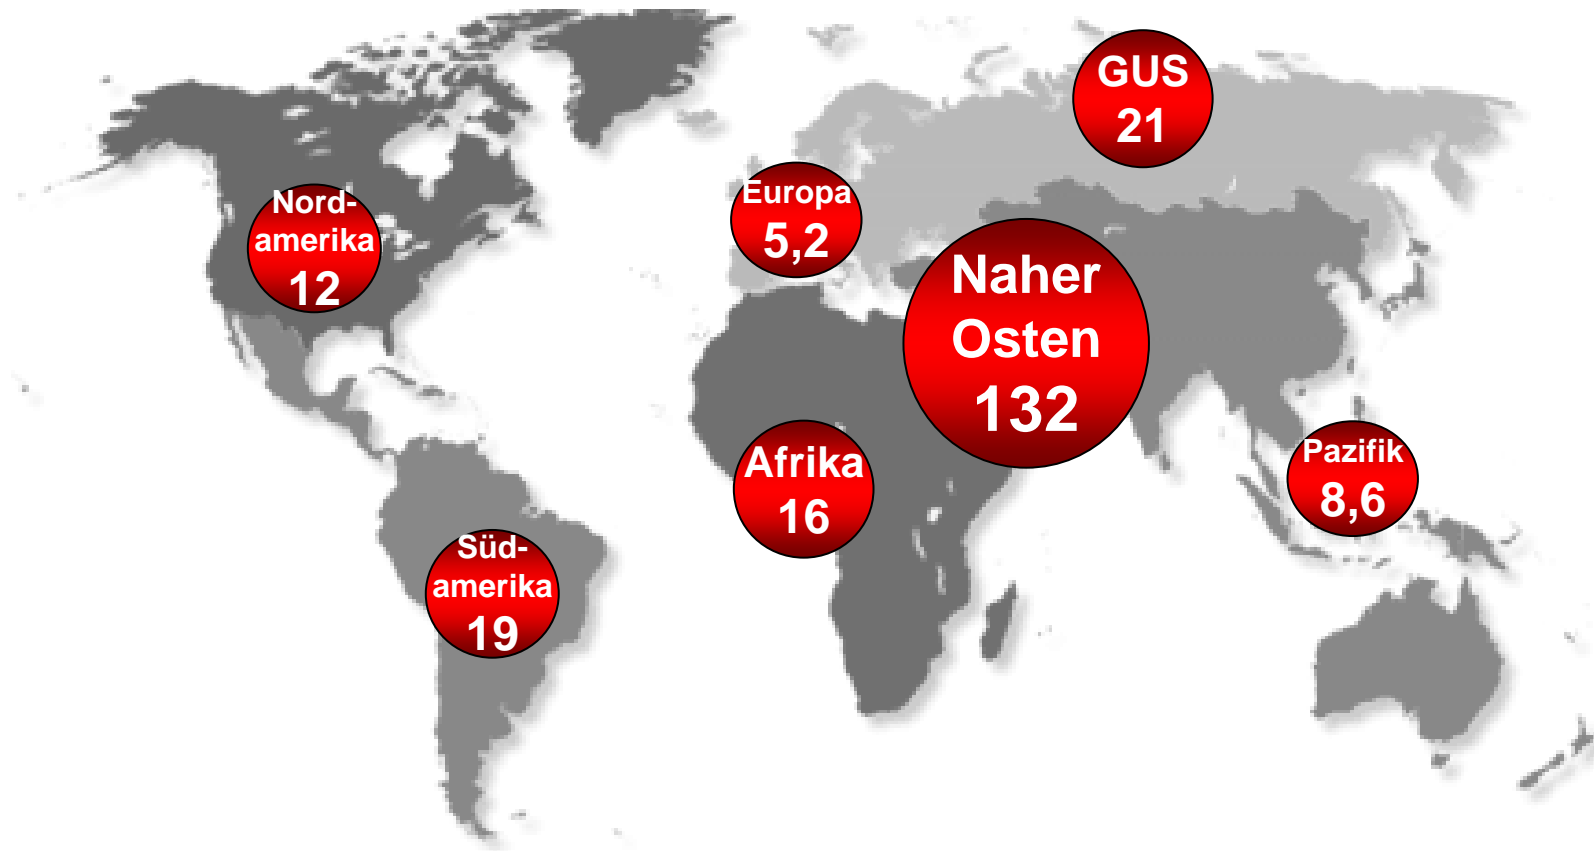 GUS
21
Europa
5,2
Nord-
amerika
12
Naher
Osten
132
Afrika
16
Pazifik
8,6
Süd-
amerika
19